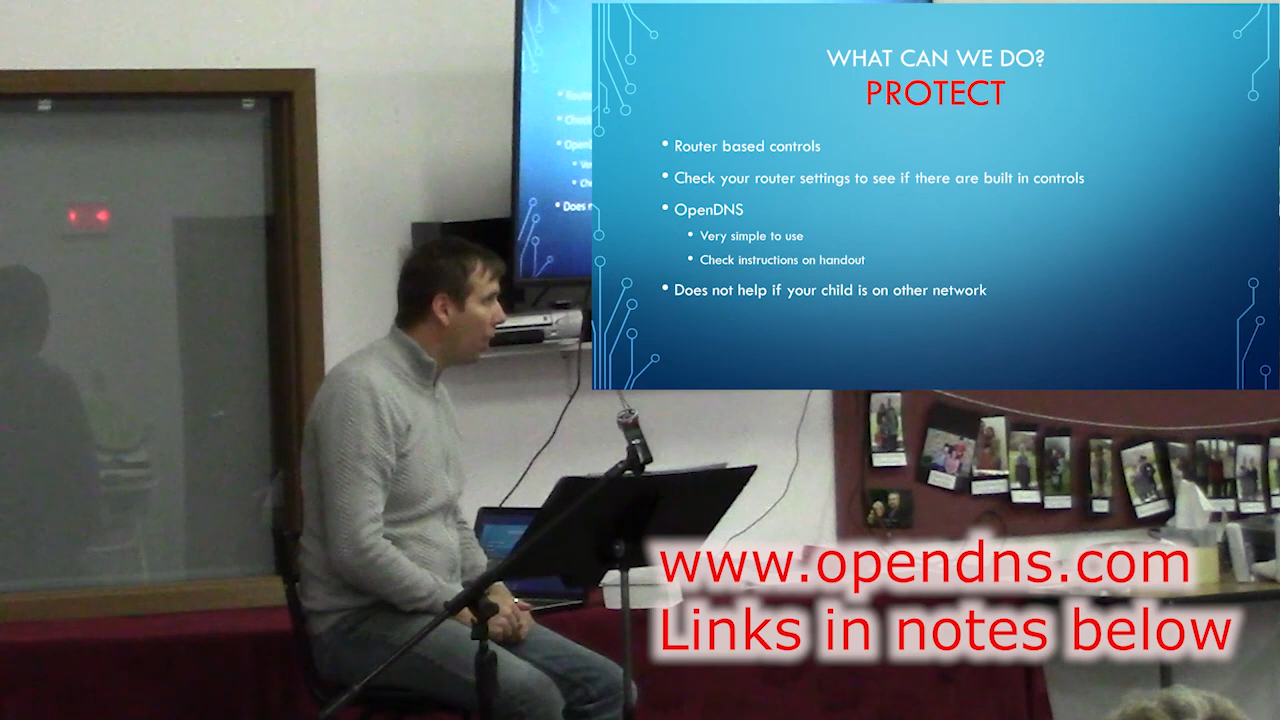 WHAT CAN WE DO?
PROTECT
• Router based controls
• Check your router settings to see if there are built in controls
• OpenDNS
• Very simple to use
• Check instructions on handout
• Does not help if your child is on other network
www.opendns.com
Links in notes below